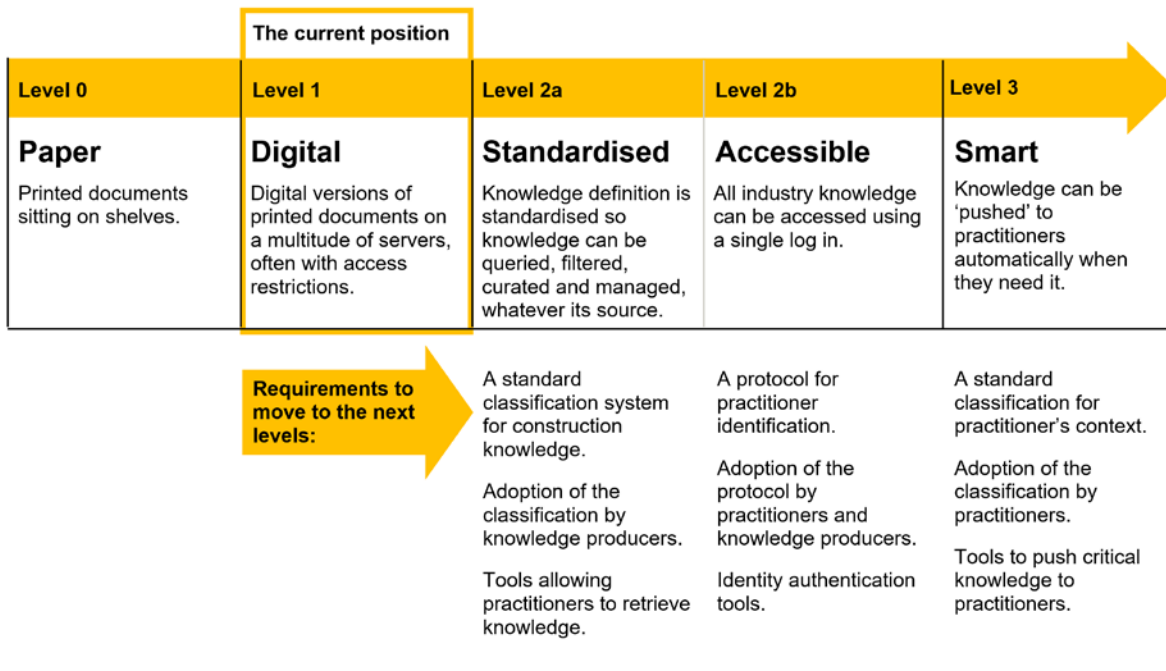 The current position
Level 0
Level 1
Level 2a
Level 2b
Level 3
Paper
Printed documents
sitting on shelves.
Digital
Digital versions of
printed documents on
a multitude of servers,
often with access
restrictions.
Standardised
Knowledge definition is
standardised so
knowledge can be
queried, filtered,
curated and managed,
whatever its source.
Accessible
All industry knowledge
can be accessed using
a single log in.
Smart
Knowledge can be
‘pushed’ to
practitioners
automatically when
they need it.
Requirements to
move to the next
levels:
A standard
classification system
for construction
knowledge.
Adoption of the
classification by
knowledge producers.
Tools allowing
practitioners to retrieve
knowledge.
A protocol for
practitioner
identification.
Adoption of the
protocol by
practitioners and
knowledge producers.
Identity authentication
tools.
A standard
classification for
practitioner’s context.
Adoption of the
classification by
practitioners.
Tools to push critical
knowledge to
practitioners.